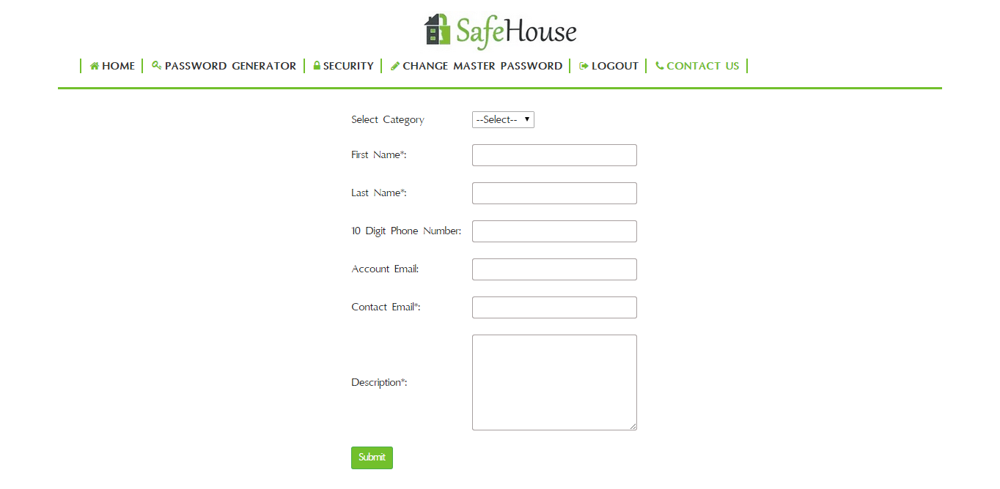 SafeHouse
HOME PASSWORD GENERATOR SECURITY CHANGE MASTER PASSWORD LOGOUT CONTACT US
Select Category --Select--
First Name*:
Last Name*:
10 Digit Phone Number:
Account Email:
Contact Email*:
Description*:
Submit